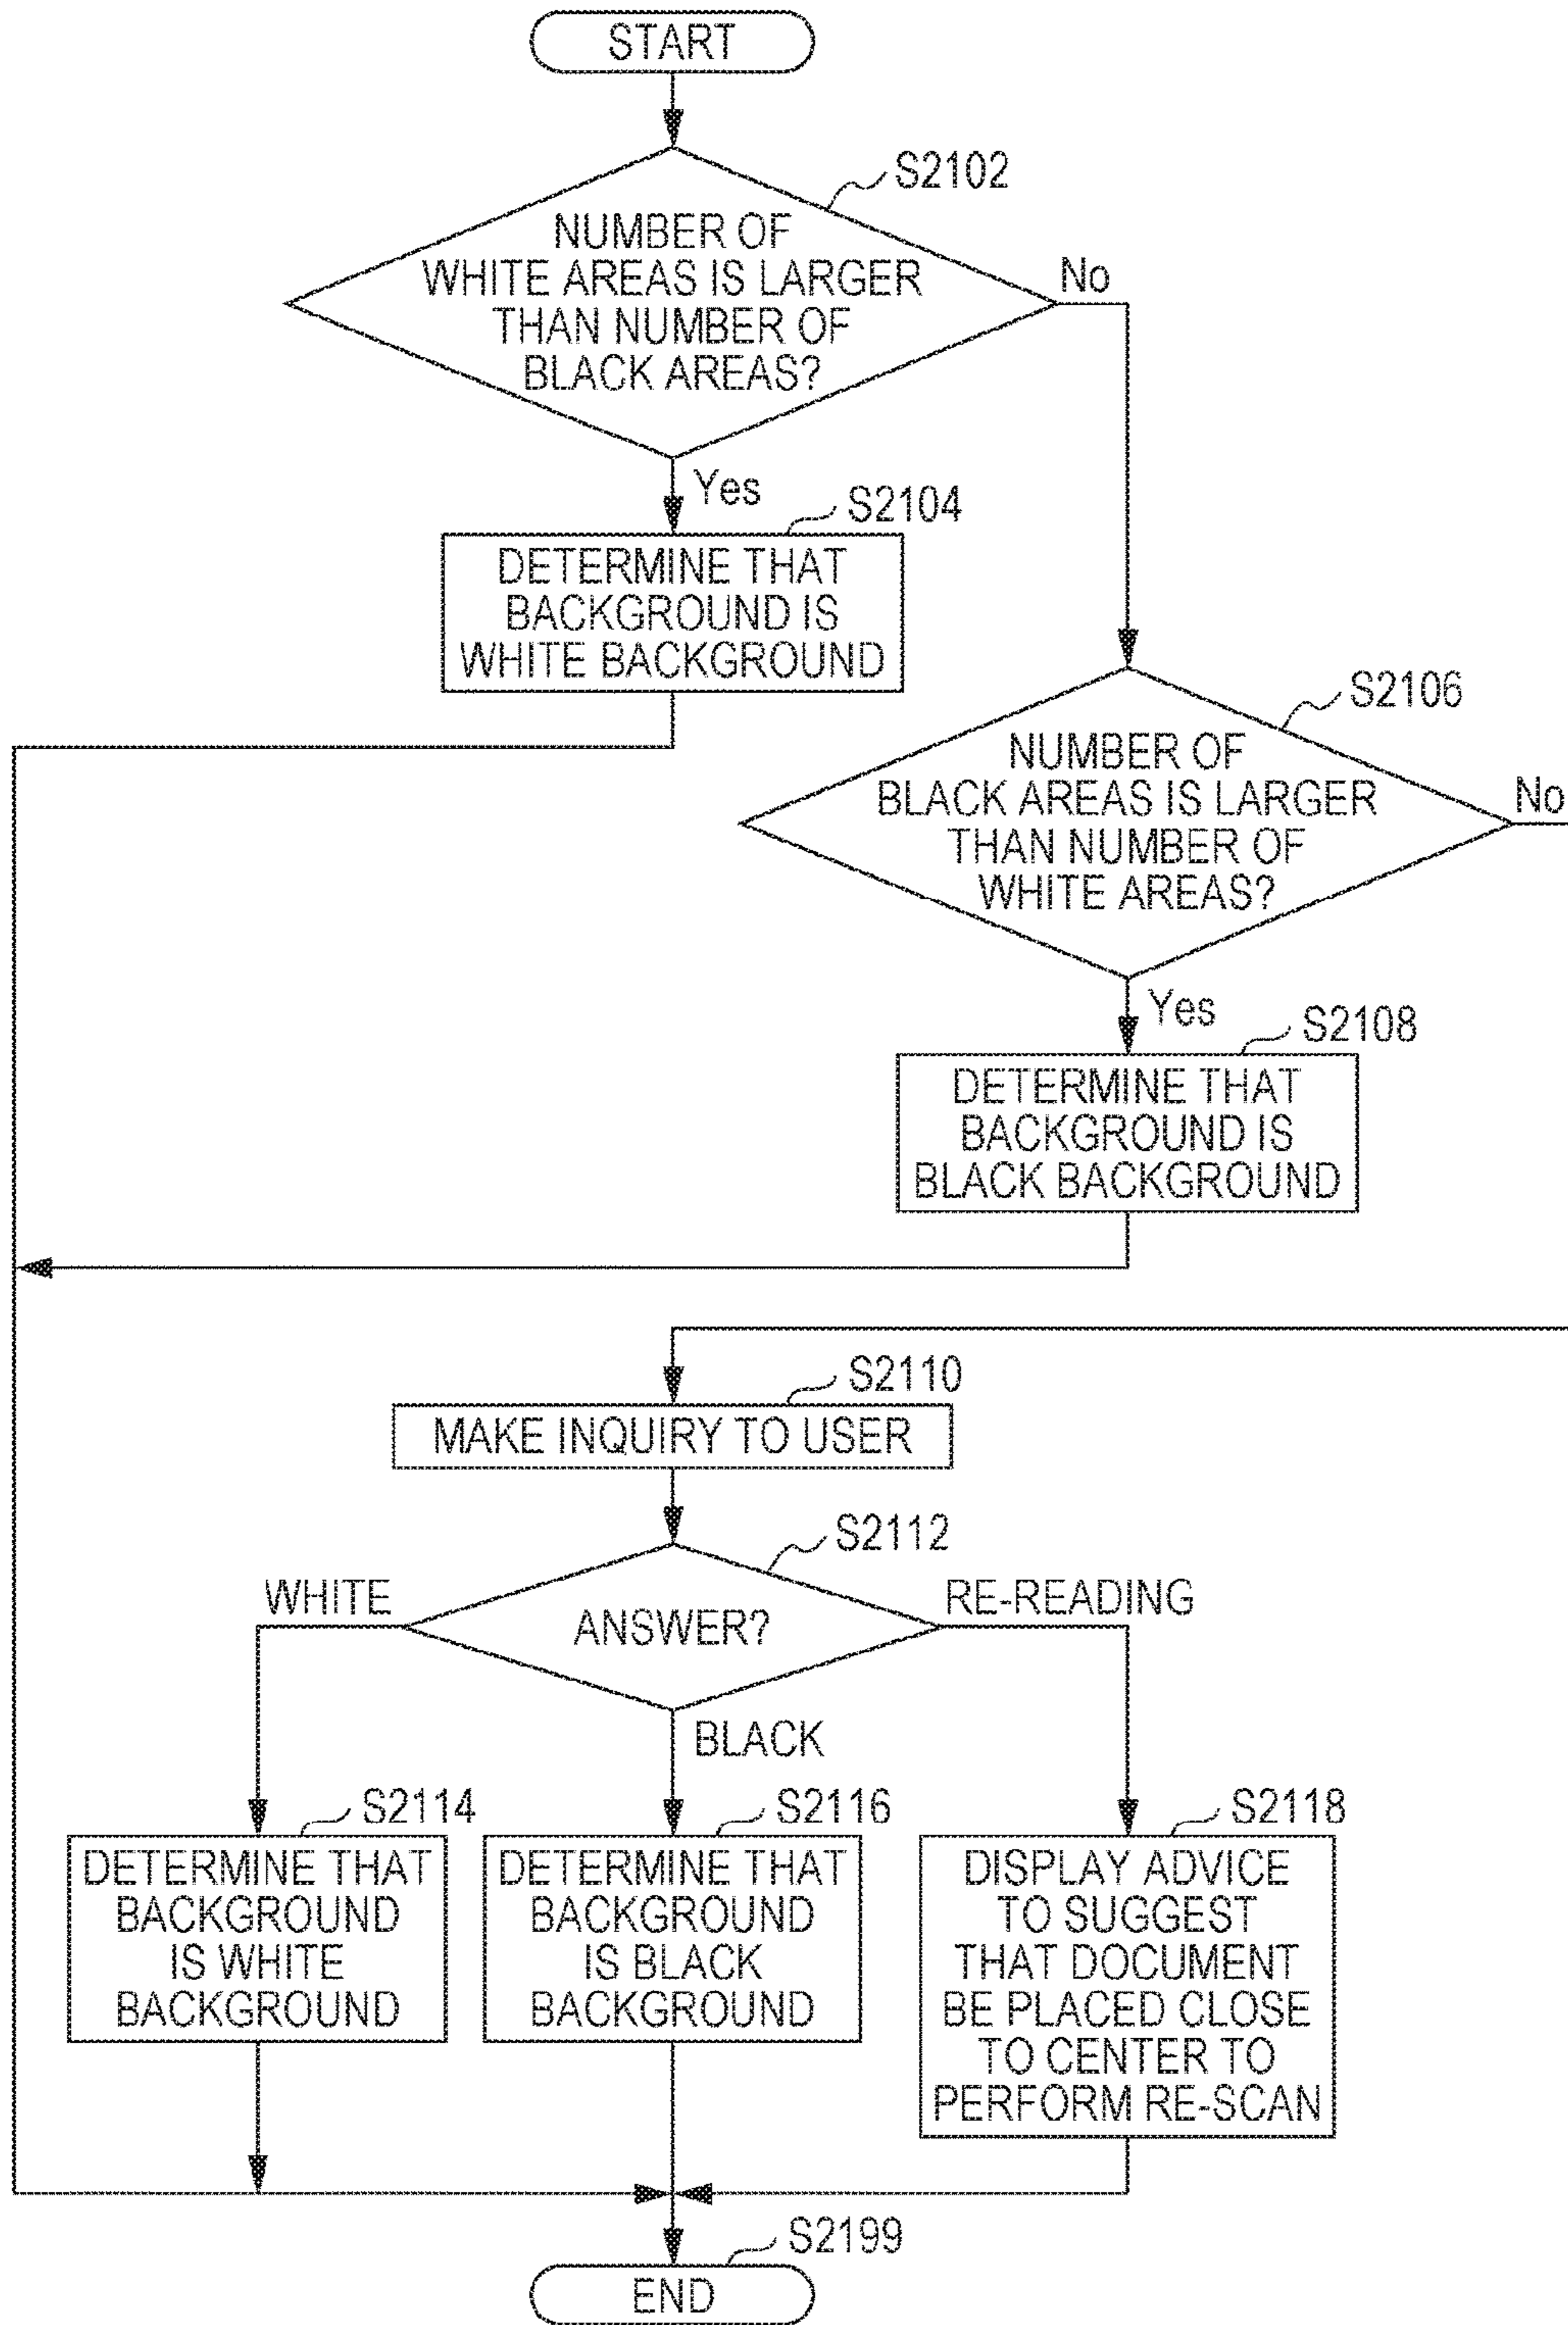 START
S2102
NUMBER OF
WHITE AREAS IS LARGER
THAN NUMBER OF
BLACK AREAS?
No
Yes
S2104
DETERMINE THAT
BACKGROUND IS
WHITE BACKGROUND
S2106
NUMBER OF
BLACK AREAS IS LARGER
THAN NUMBER OF
WHITE AREAS?
No
Yes
S2108
DETERMINE THAT
BACKGROUND IS
BLACK BACKGROUND
S2110
MAKE INQUIRY TO USER
S2112
ANSWER?
WHITE
RE-READING
BLACK
S2114
DETERMINE THAT
BACKGROUND
IS WHITE
BACKGROUND
S2116
DETERMINE THAT
BACKGROUND
IS BLACK
BACKGROUND
S2118
DISPLAY ADVICE
TO SUGGEST
THAT DOCUMENT
BE PLACED CLOSE
TO CENTER TO
PERFORM RE-SCAN
S2199
END